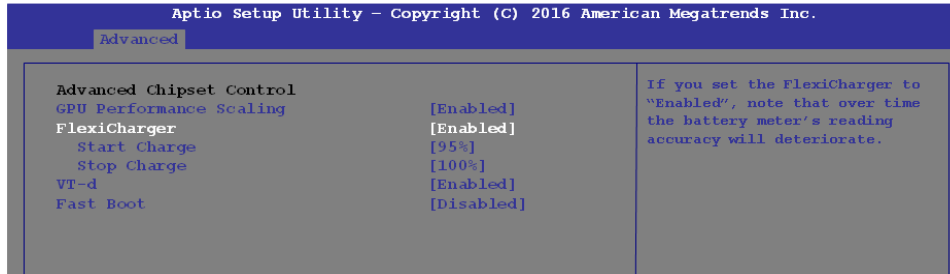 Aptio Setup Utility – Copyright (C) 2016 American Megatrends Inc.
Advanced
Advanced Chipset Control
GPU Performance Scaling [Enabled]
FlexiCharger [Enabled]
Start Charge [95%]
Stop Charge [100%]
VT-d [Enabled]
Fast Boot [Disabled]
If you set the FlexiCharger to
“Enabled”, note that over time
the battery meter’s reading
accuracy will deteriorate.